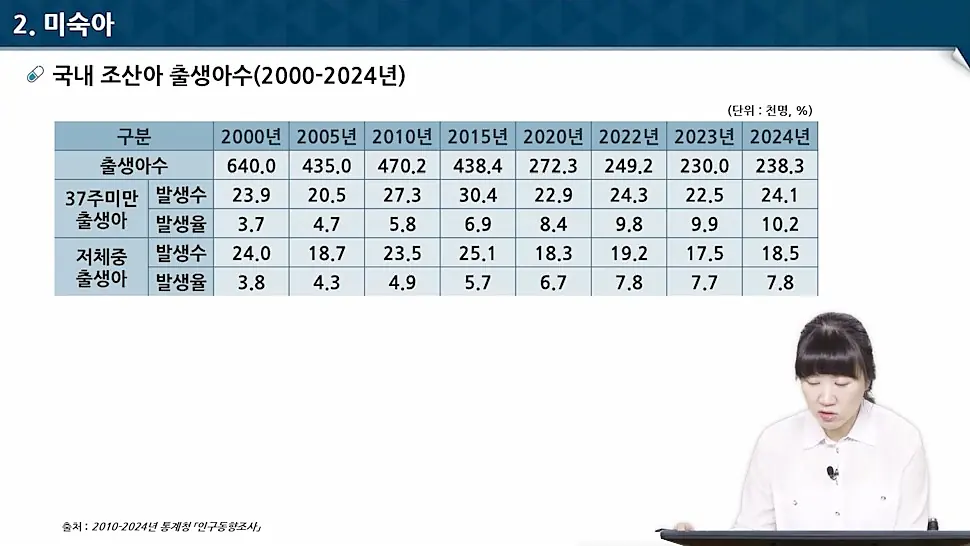 2. 미숙아
국내 조산아 출생아수(2000-2024년)
(단위 : 천명, %)
구분 2000년 2005년 2010년 2015년 2020년 2022년 2023년 2024년
출생아수 640.0 435.0 470.2 438.4 272.3 249.2 230.0 238.3
37주미만 출생아 발생수 23.9 20.5 27.3 30.4 22.9 24.3 22.5 24.1
발생율 3.7 4.7 5.8 6.9 8.4 9.8 9.9 10.2
저체중 출생아 발생수 24.0 18.7 23.5 25.1 18.3 19.2 17.5 18.5
발생율 3.8 4.3 4.9 5.7 6.7 7.8 7.7 7.8
출처 : 2010-2024년 통계청 「인구동향조사」